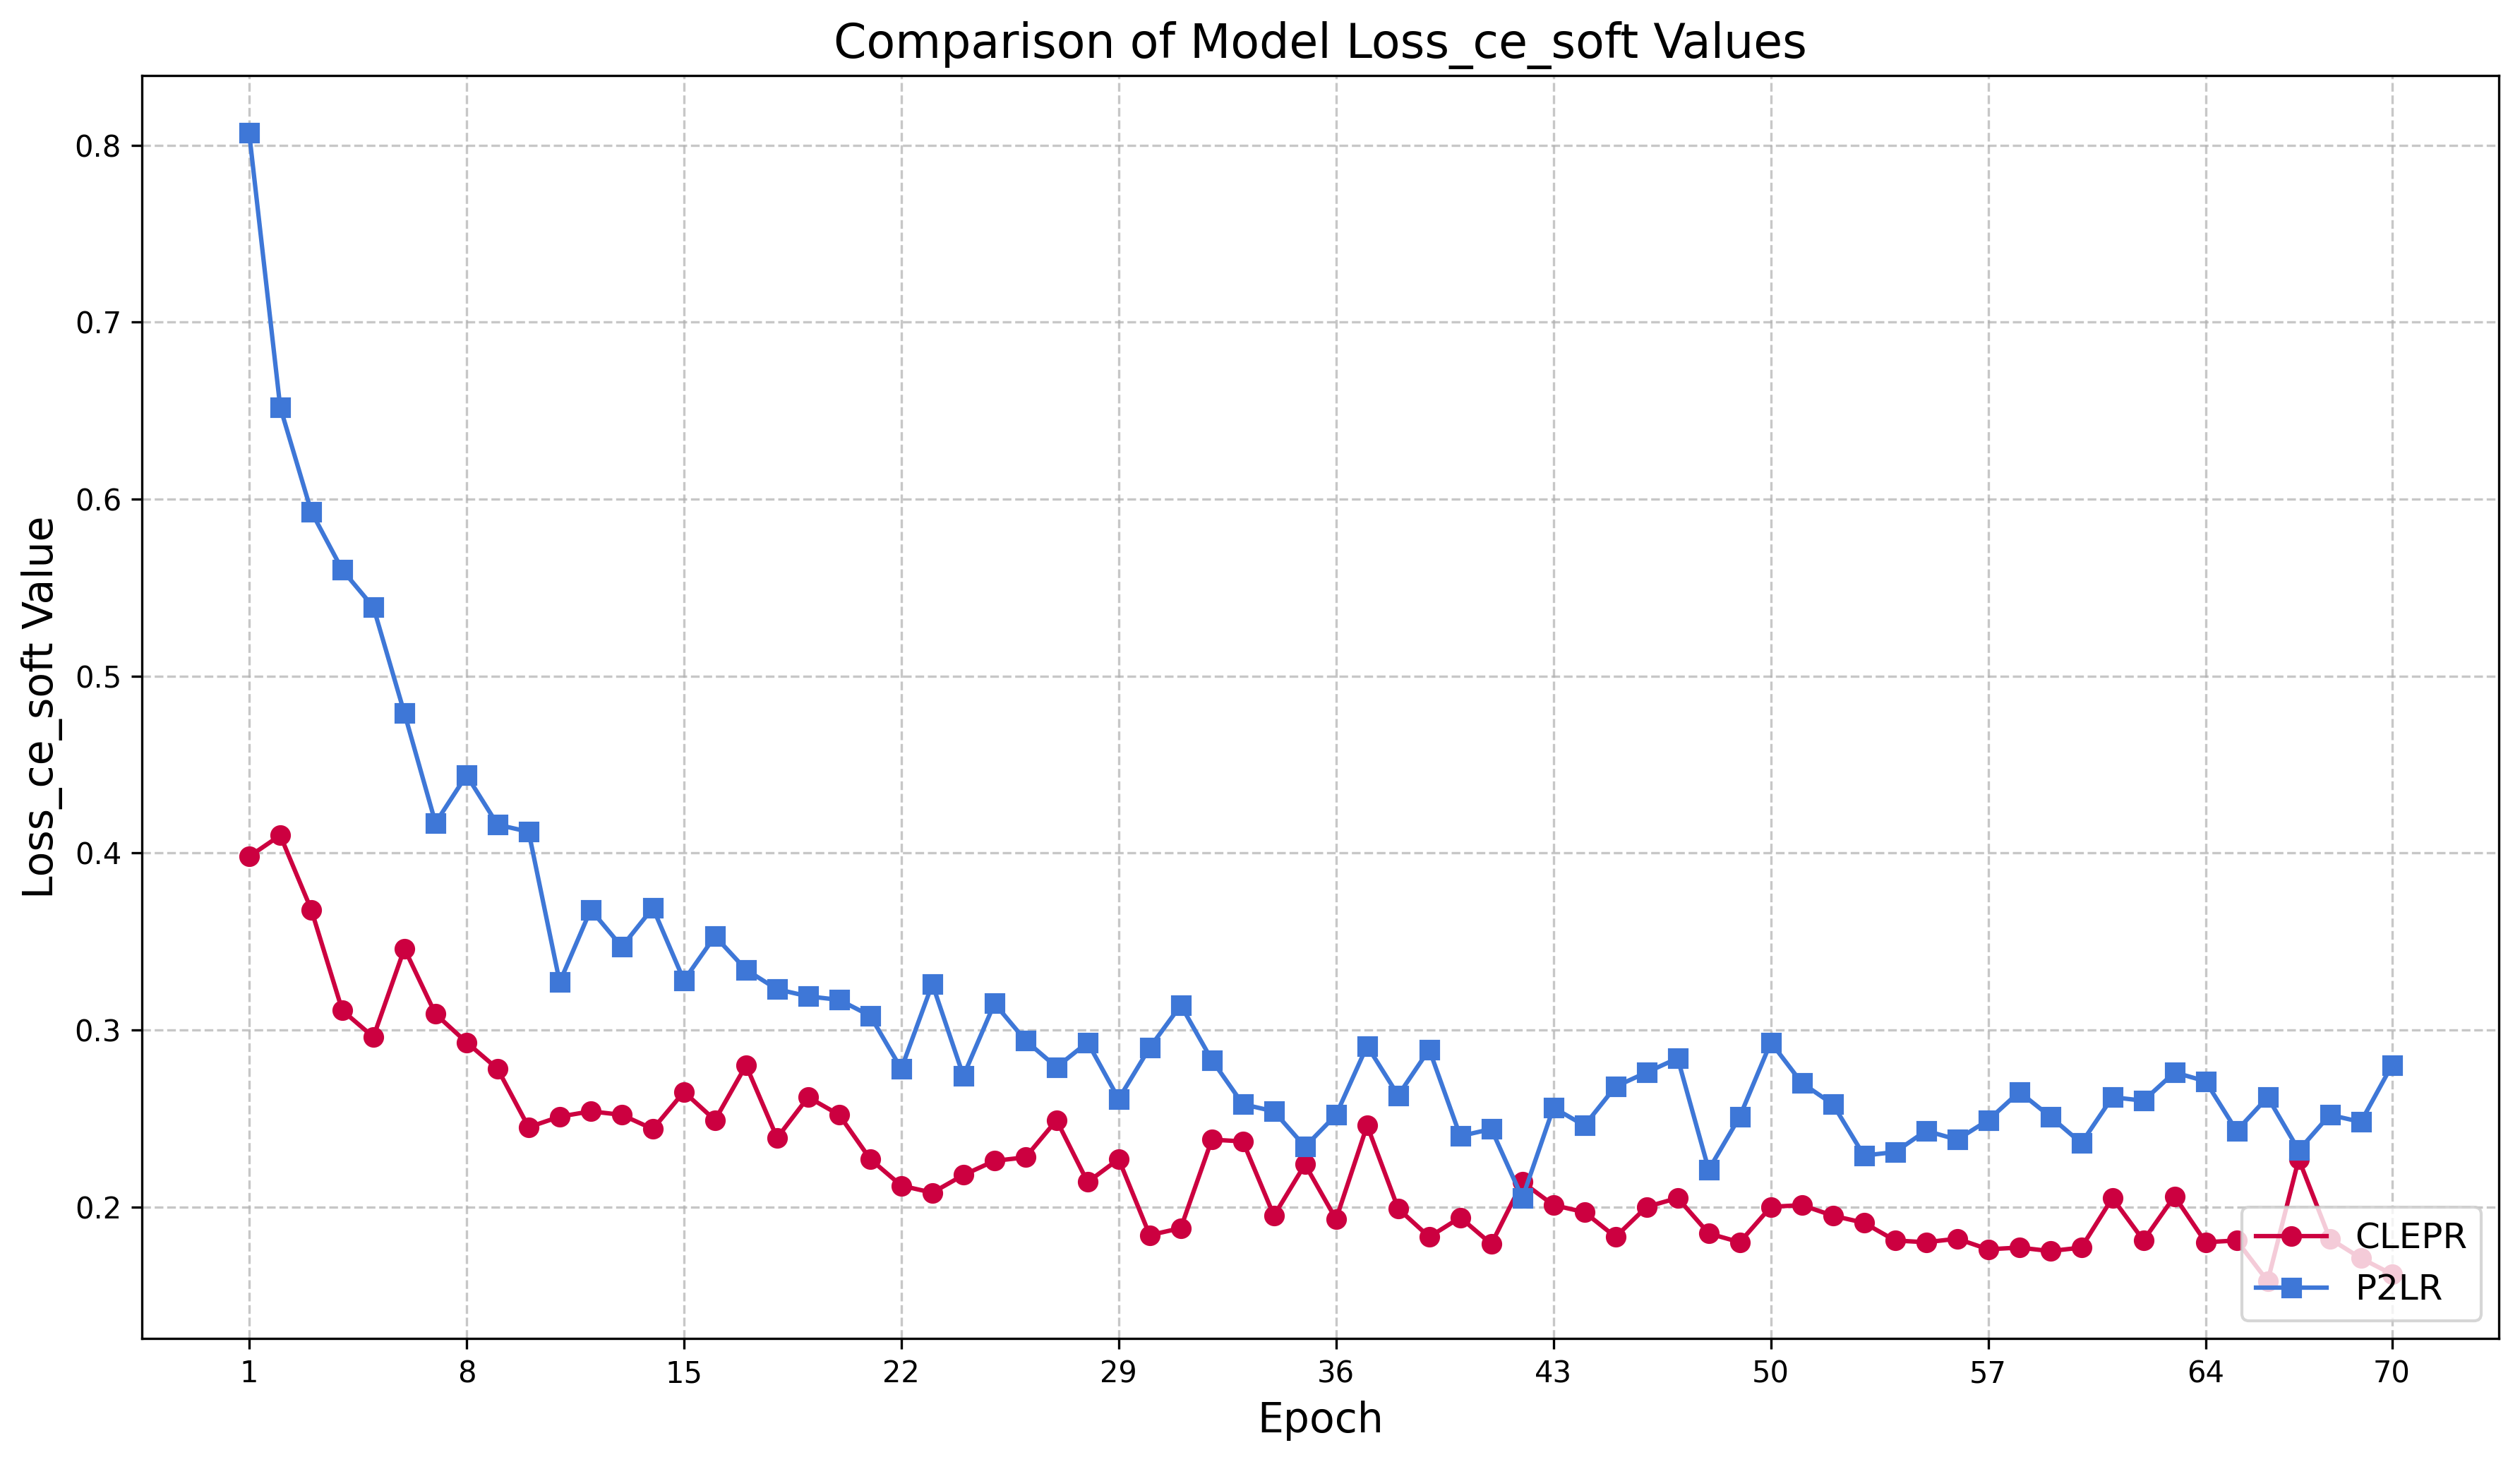 Comparison of Model Loss_ce_soft Values
Loss_ce_soft Value
0.8
0.7
0.6
0.5
0.4
0.3
0.2
1 8 15 22 29 36 43 50 57 64 70
Epoch
CLEPR
P2LR